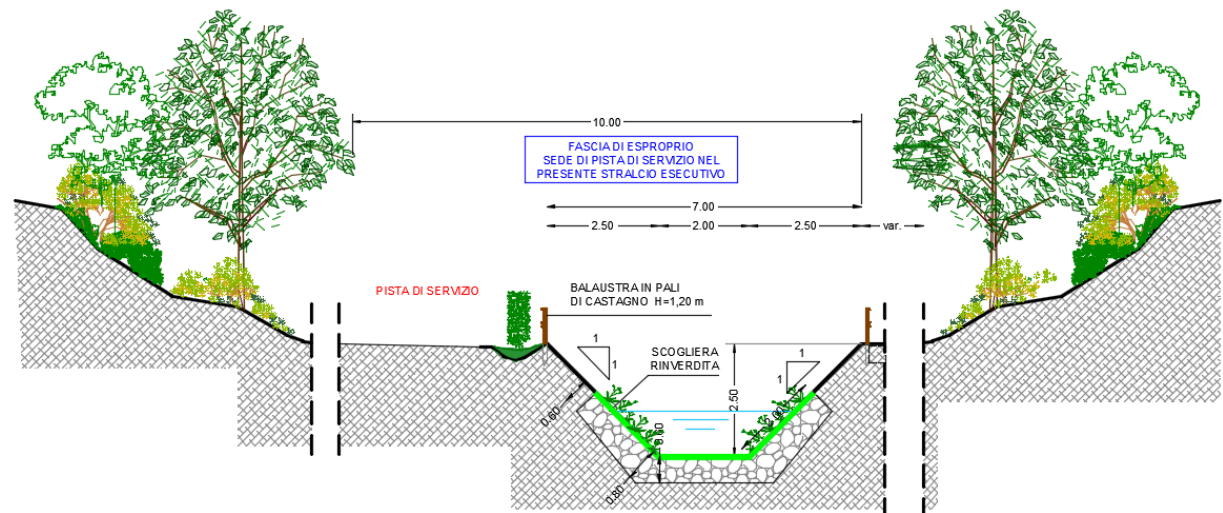 10.00
FASCIA DI ESPROPRIO
SEDE DI PISTA DI SERVIZIO NEL
PRESENTE STRALCIO ESECUTIVO
7.00
2.50 2.00 2.50 var.
PISTA DI SERVIZIO
BALAUSTRA IN PALI
DI CASTAGNO H=1,20 m
SCOGLIERA
RINVERDITA
1
1
1
1
2.50
0.60
0.80